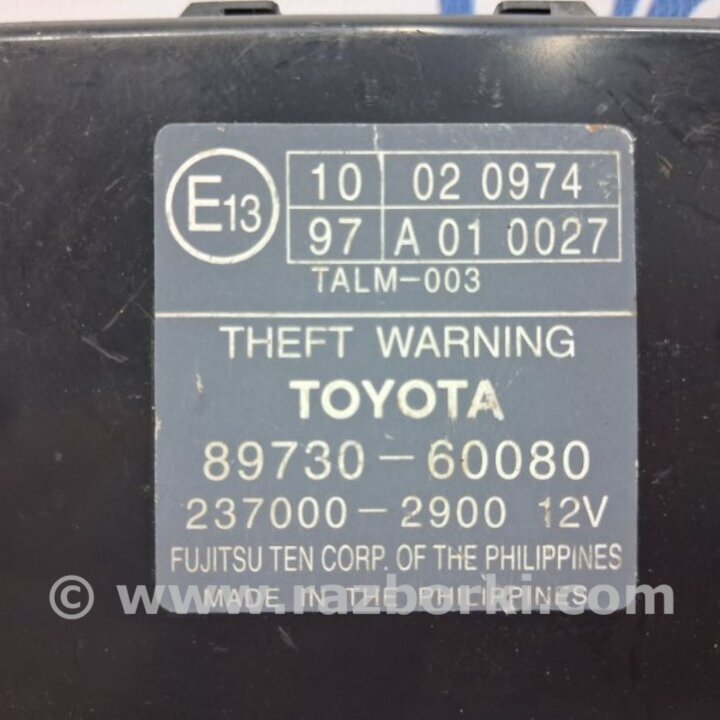 E13
10 02 0974
97 A 01 0027
TALM-003
THEFT WARNING
TOYOTA
89730-60080
237000-2900 12V
FUJITSU TEN CORP. OF THE PHILIPPINES
MADE IN THE PHILIPPINES
© www.razborki.com